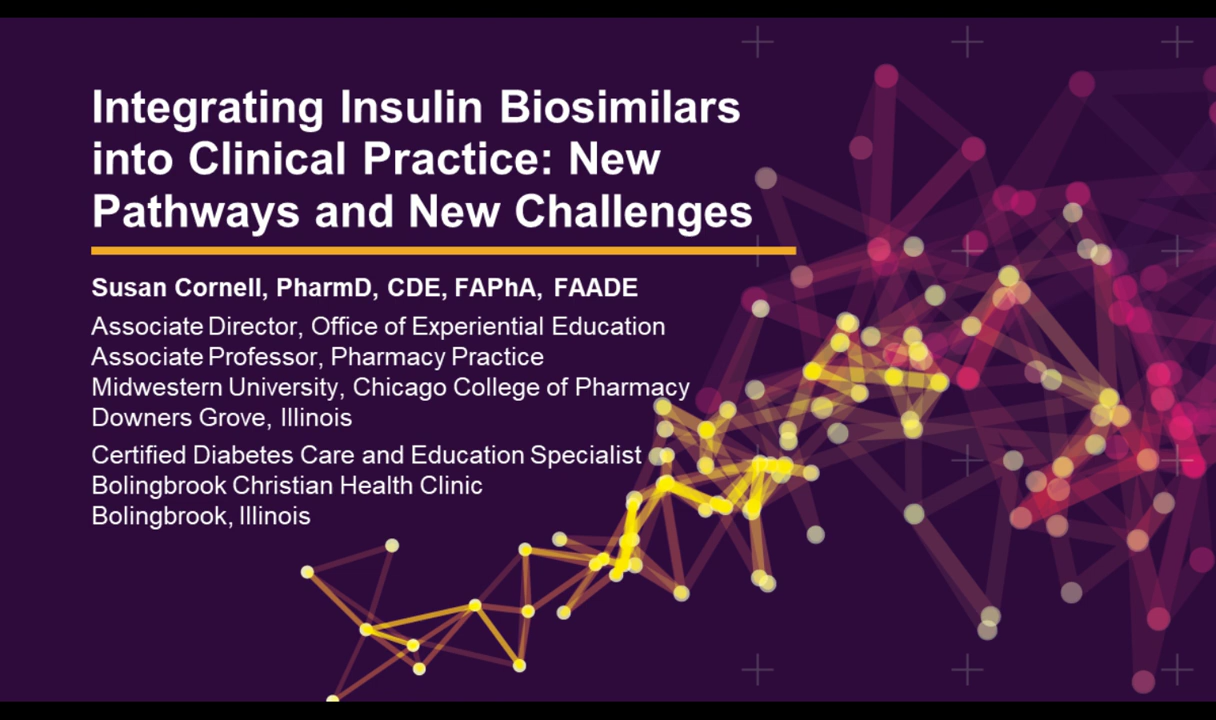 Integrating Insulin Biosimilars
into Clinical Practice: New
Pathways and New Challenges
Susan Cornell, PharmD, CDE, FAPhA, FAADE
Associate Director, Office of Experiential Education
Associate Professor, Pharmacy Practice
Midwestern University, Chicago College of Pharmacy
Downers Grove, Illinois
Certified Diabetes Care and Education Specialist
Bolingbrook Christian Health Clinic
Bolingbrook, Illinois